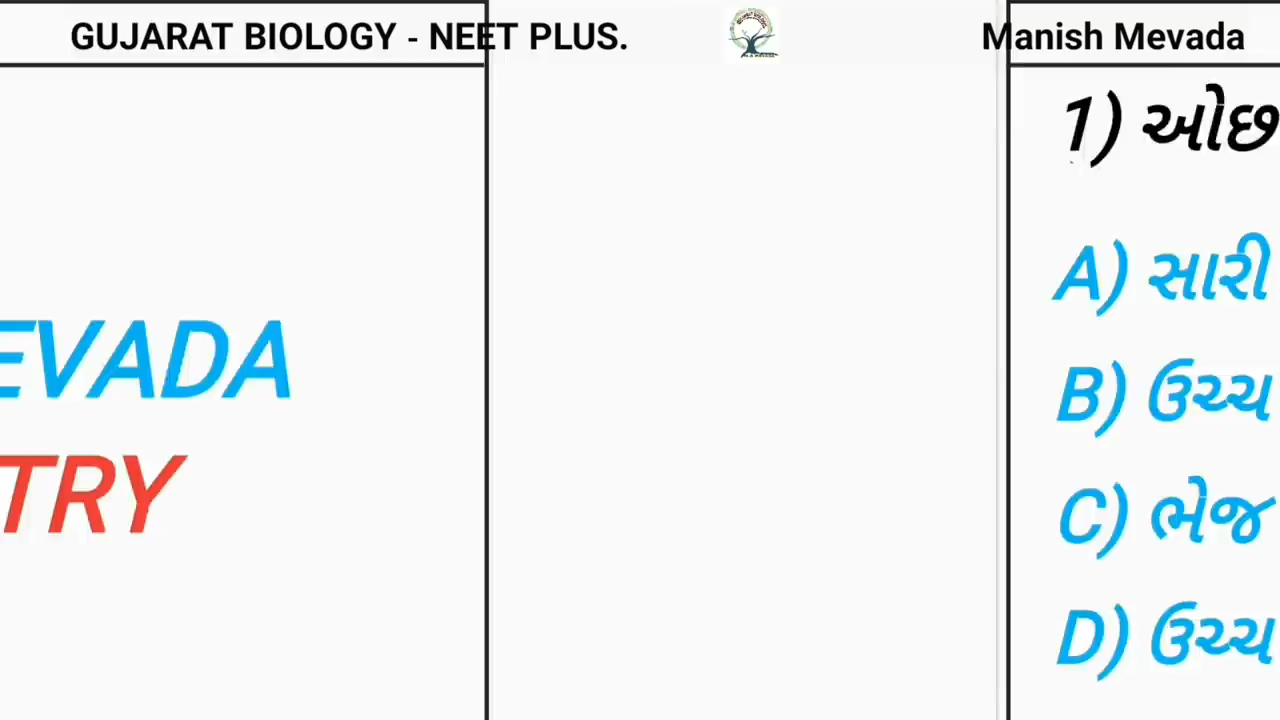 GUJARAT BIOLOGY - NEET PLUS.
Manish Mevada
EVADA
TRY
1) ઓછ
A) સારી
B) ઉચ્ચ
C) ભેજ
D) ઉચ્ચ